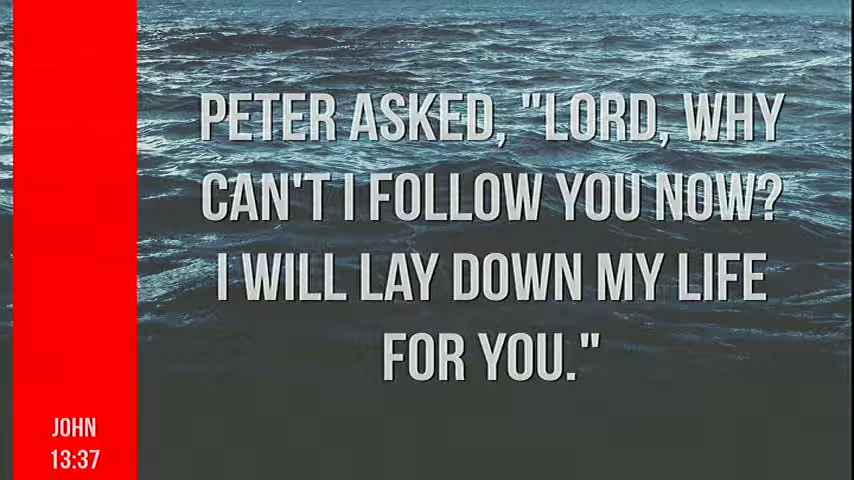 PETER ASKED, "LORD, WHY
CAN'T I FOLLOW YOU NOW?
I WILL LAY DOWN MY LIFE
FOR YOU."
JOHN
13:37